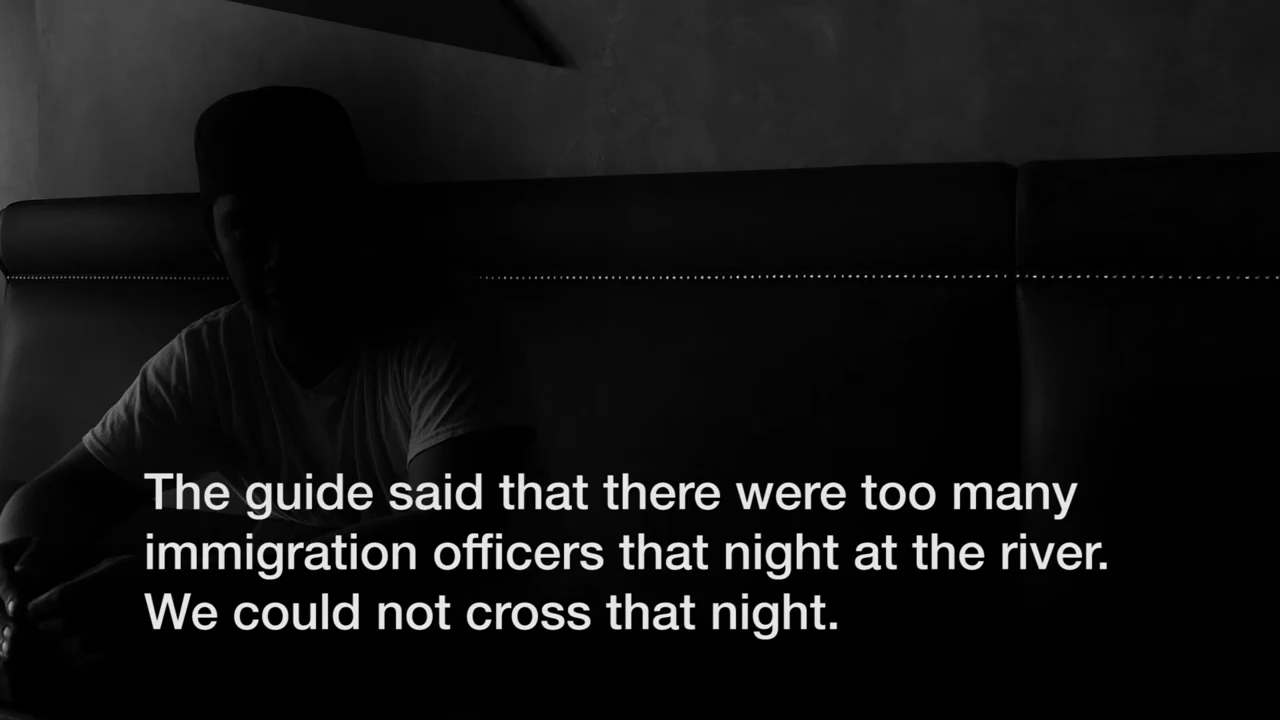 The guide said that there were too many
immigration officers that night at the river.
We could not cross that night.